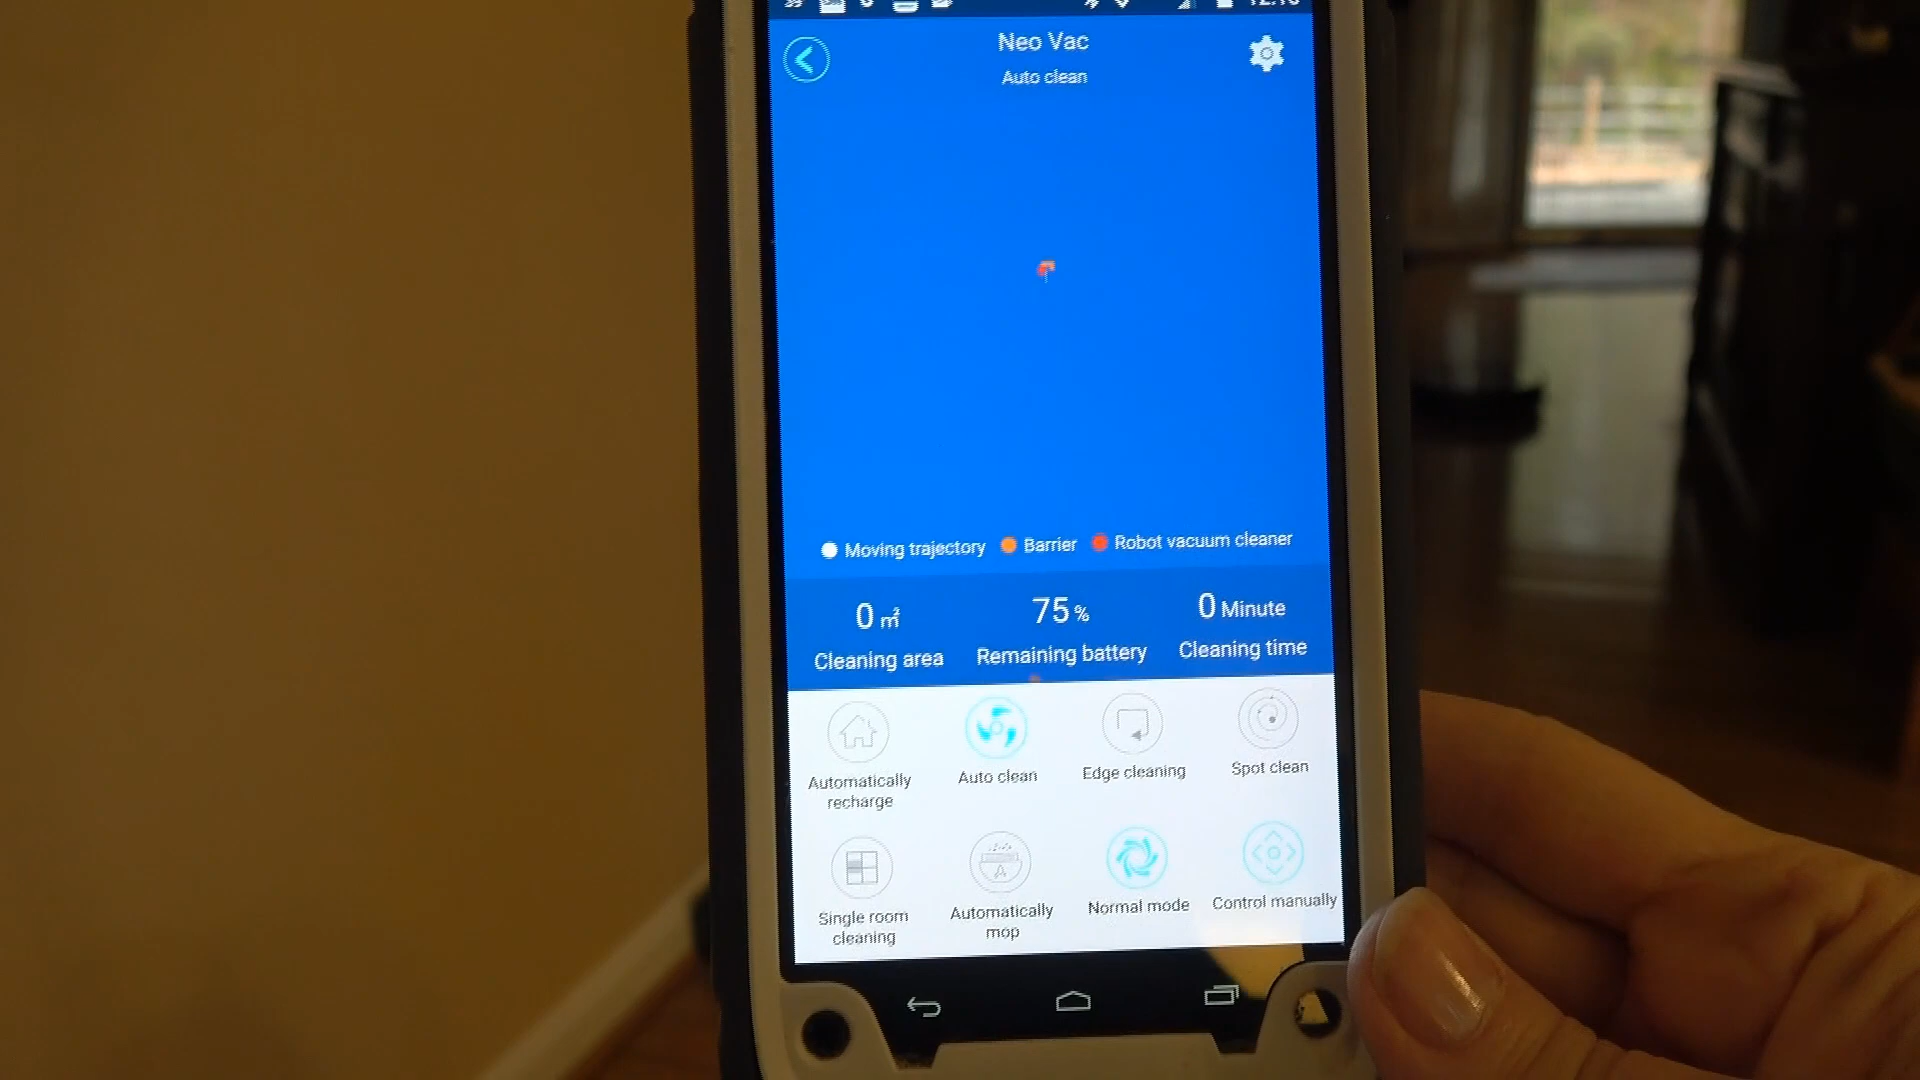 Neo Vac
Auto clean
Moving trajectory Barrier Robot vacuum cleaner
0 ㎡ 75 % 0 Minute
Cleaning area Remaining battery Cleaning time
Automatically recharge
Auto clean
Edge cleaning
Spot clean
Single room cleaning
Automatically mop
Normal mode
Control manually